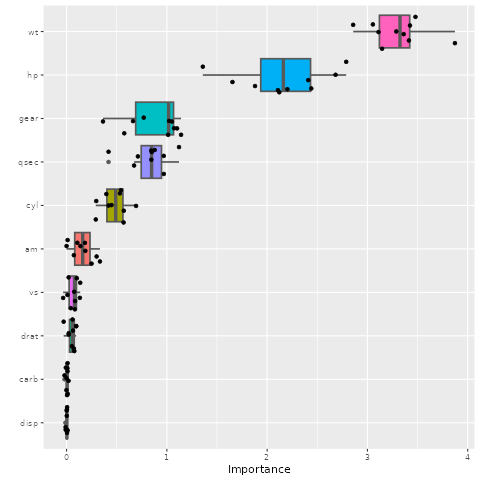 wt
hp
gear
qsec
cyl
am
vs
drat
carb
disp
0 1 2 3 4
Importance